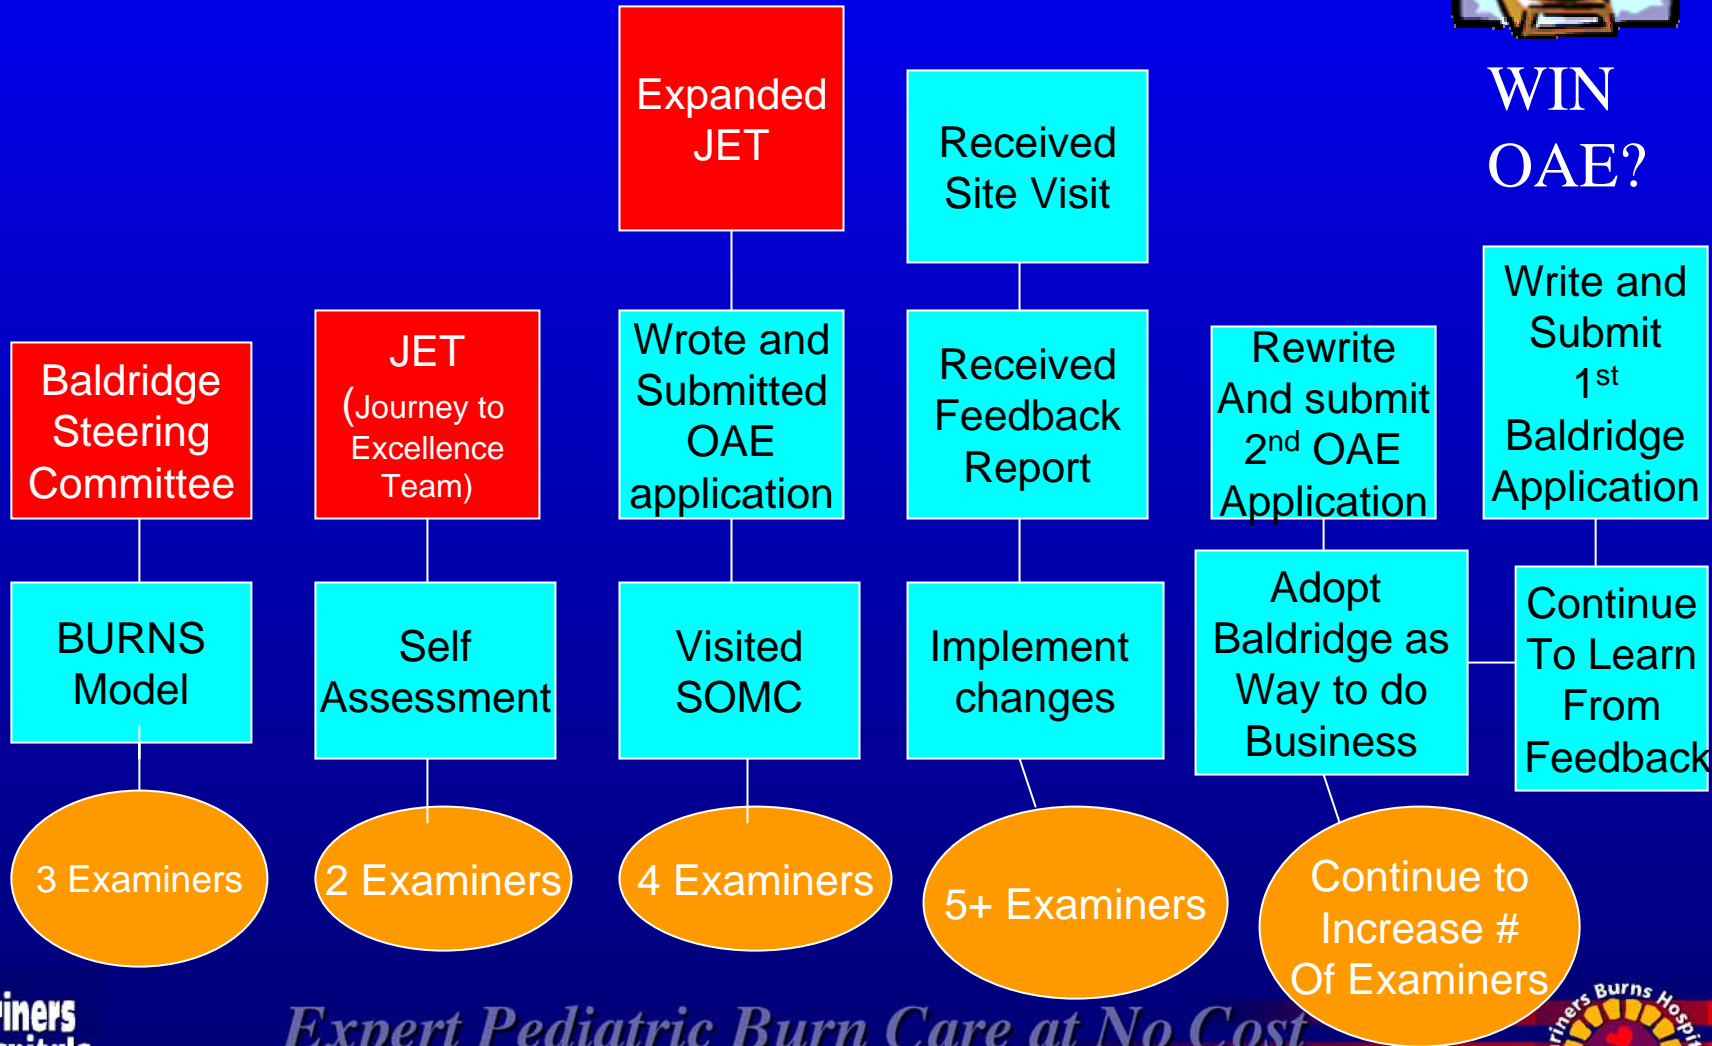 WIN
OAE?
Expanded
JET
Received
Site Visit
Baldridge
Steering
Committee
JET
(Journey to
Excellence
Team)
Wrote and
Submitted
OAE
application
Received
Feedback
Report
Rewrite
And submit
2nd OAE
Application
Write and
Submit
1st
Baldridge
Application
BURNS
Model
Self
Assessment
Visited
SOMC
Implement
changes
Adopt
Baldridge as
Way to do
Business
Continue
To Learn
From
Feedback
3 Examiners
2 Examiners
4 Examiners
5+ Examiners
Continue to
Increase #
Of Examiners
Expert Pediatric Burn Care at No Cost